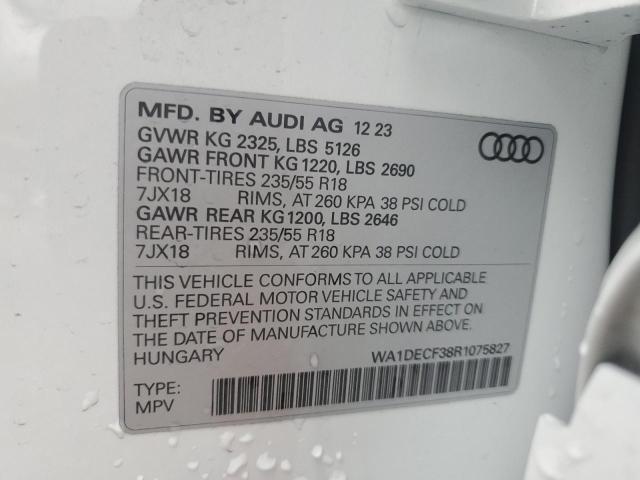 MFD. BY AUDI AG 12 23
GVWR KG 2325, LBS 5126
GAWR FRONT KG 1220, LBS 2690
FRONT-TIRES 235/55 R18
7JX18 RIMS, AT 260 KPA 38 PSI COLD
GAWR REAR KG 1200, LBS 2646
REAR-TIRES 235/55 R18
7JX18 RIMS, AT 260 KPA 38 PSI COLD
THIS VEHICLE CONFORMS TO ALL APPLICABLE
U.S. FEDERAL MOTOR VEHICLE SAFETY AND
THEFT PREVENTION STANDARDS IN EFFECT ON
THE DATE OF MANUFACTURE SHOWN ABOVE.
HUNGARY WA1DECF38R1075827
TYPE:
MPV